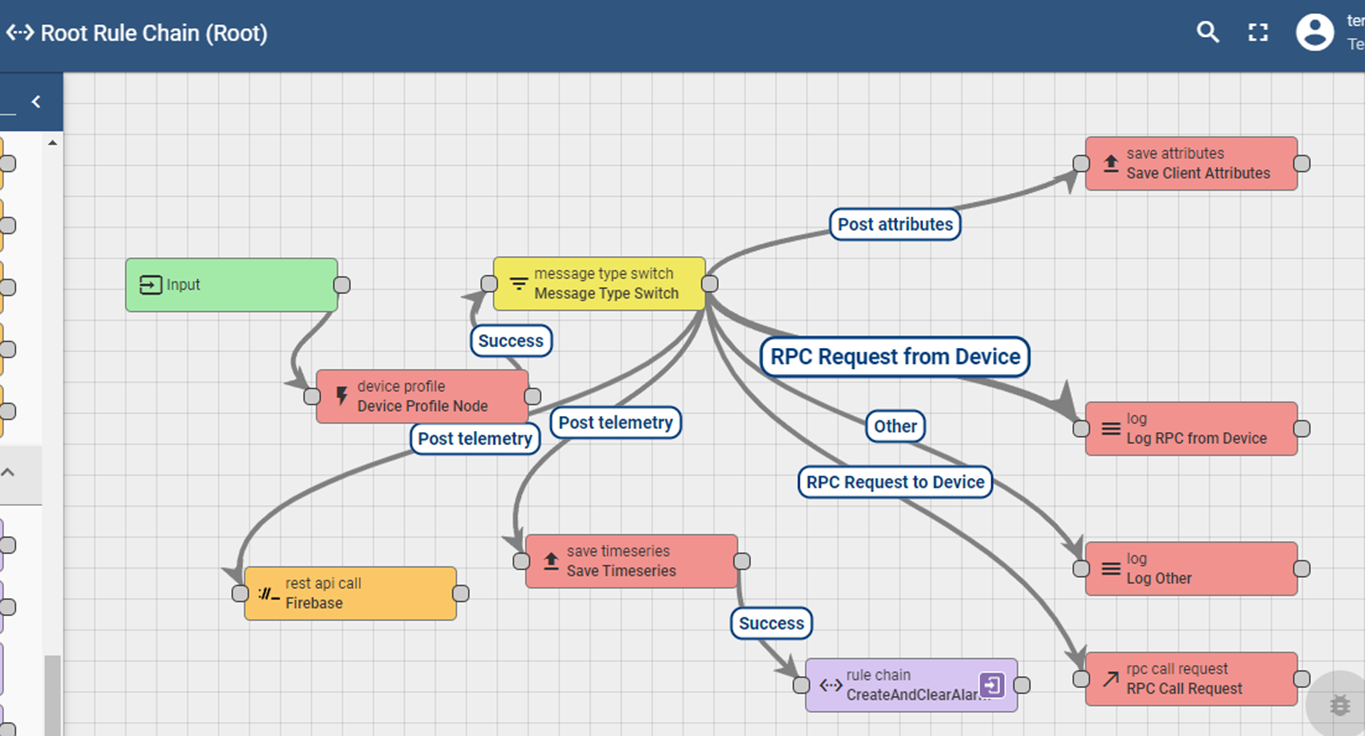 Root Rule Chain (Root)
save attributes
Save Client Attributes
Post attributes
Input
message type switch
Message Type Switch
Success
RPC Request from Device
device profile
Device Profile Node
Post telemetry
Post telemetry
Other
log
Log RPC from Device
RPC Request to Device
save timeseries
Save Timeseries
log
Log Other
rest api call
Firebase
Success
rule chain
CreateAndClearAlar...
rpc call request
RPC Call Request